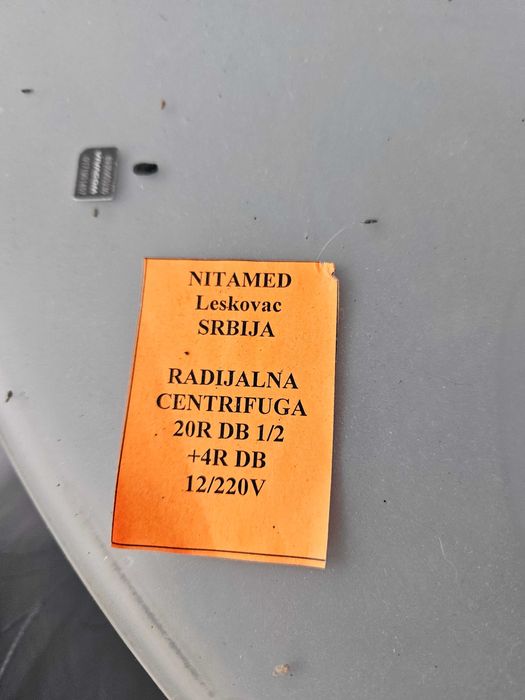 NITAMED
Leskovac
SRBIJA
RADIJALNA
CENTRIFUGA
20R DB 1/2
+4R DB
12/220V